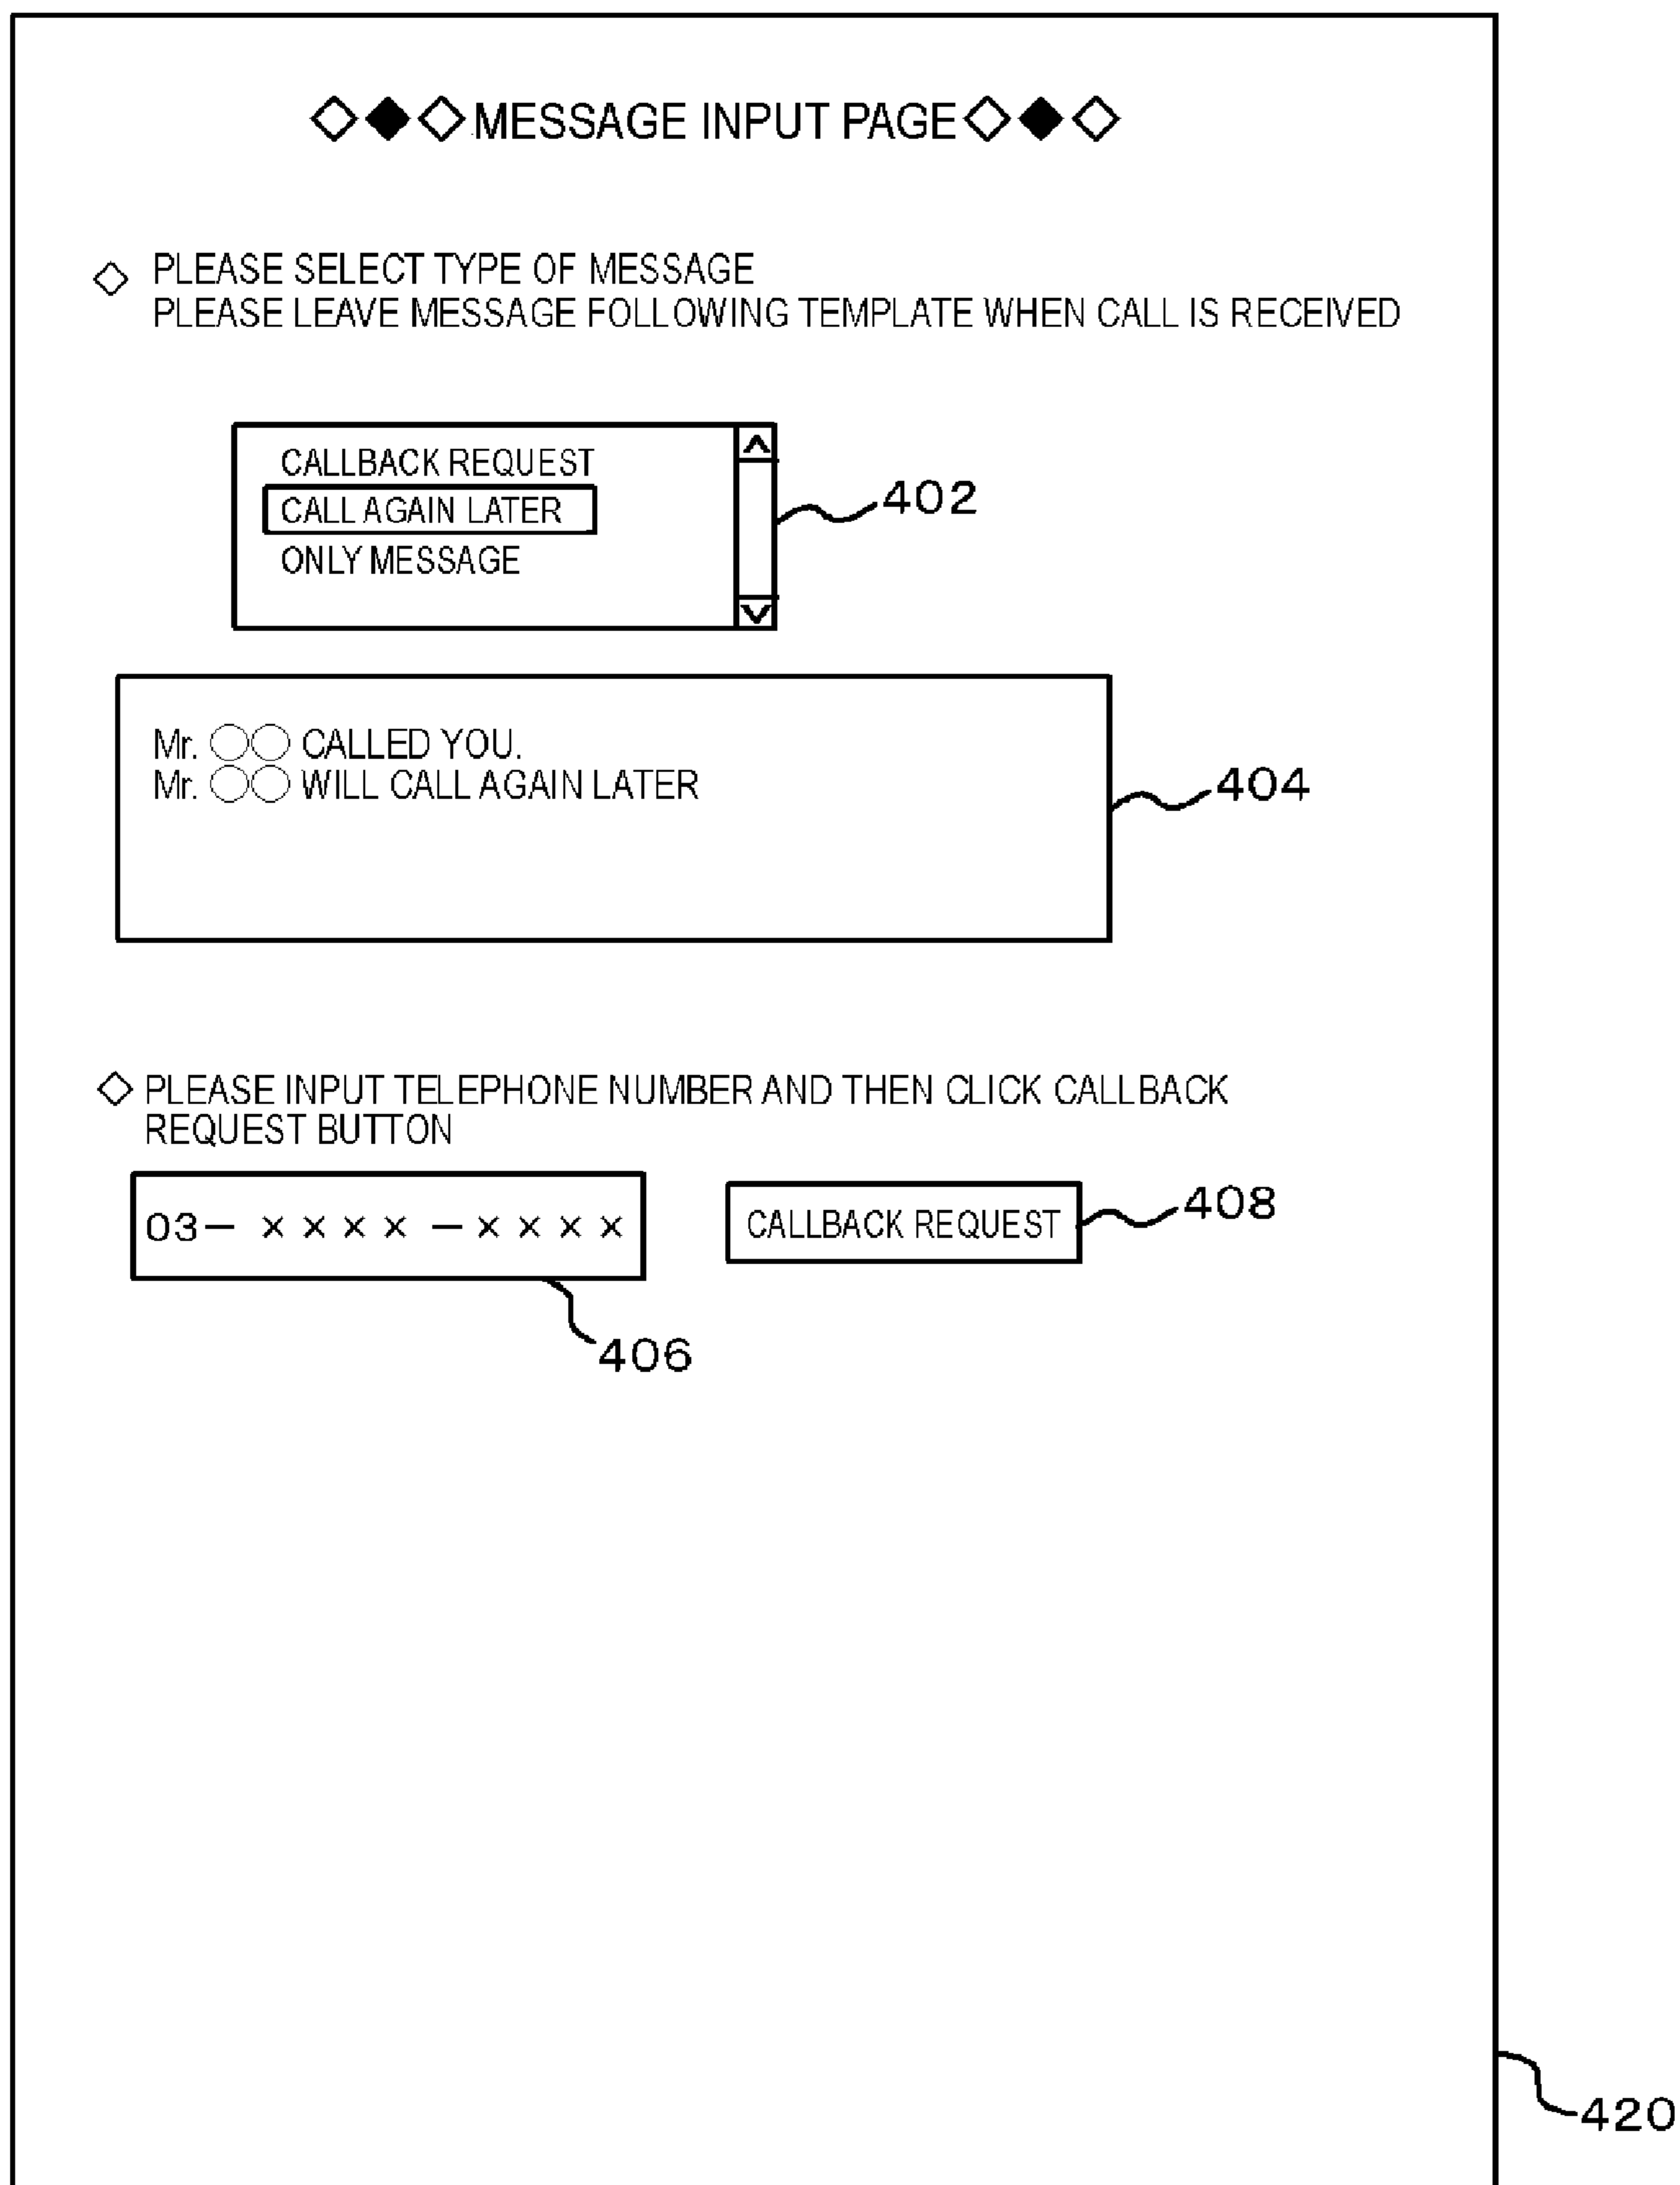 ◇◆◇MESSAGE INPUT PAGE◇◆◇
◇ PLEASE SELECT TYPE OF MESSAGE
PLEASE LEAVE MESSAGE FOLLOWING TEMPLATE WHEN CALL IS RECEIVED
CALLBACK REQUEST
CALL AGAIN LATER
402
ONLY MESSAGE
Mr. ○○ CALLED YOU.
Mr. ○○ WILL CALL AGAIN LATER
404
◇ PLEASE INPUT TELEPHONE NUMBER AND THEN CLICK CALLBACK
REQUEST BUTTON
03- ×××× -××××
CALLBACK REQUEST
408
406
420